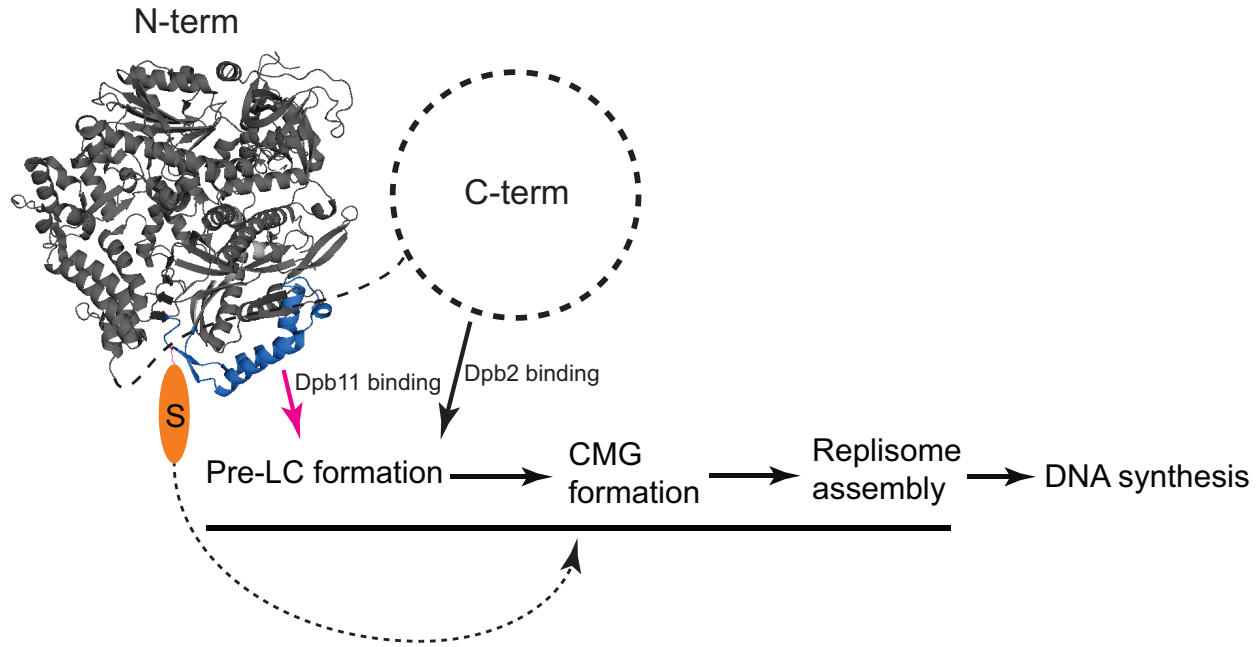 N-term
C-term
Dpb11 binding
Dpb2 binding
S
Pre-LC formation
CMG
formation
Replisome
assembly
DNA synthesis